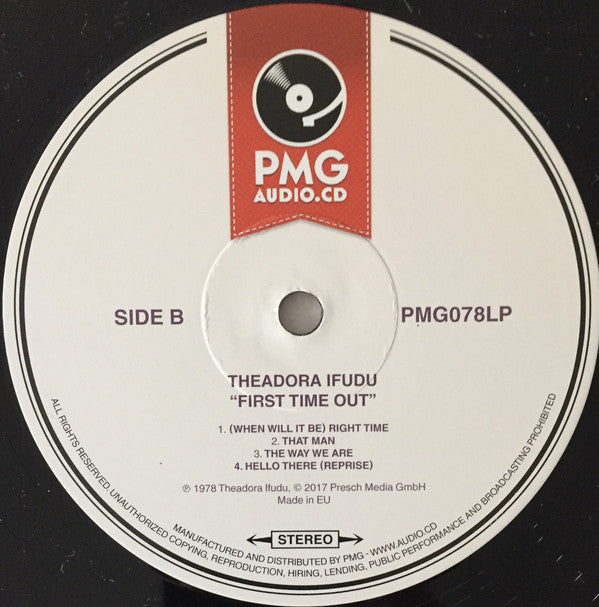 PMG
AUDIO.CD
SIDE B
PMG078LP
THEADORA IFUDU
“FIRST TIME OUT”
1. (WHEN WILL IT BE) RIGHT TIME
2. THAT MAN
3. THE WAY WE ARE
4. HELLO THERE (REPRISE)
℗ 1978 Theadora Ifudu, © 2017 Presch Media GmbH
Made in EU
STEREO
MANUFACTURED AND DISTRIBUTED BY PMG - WWW.AUDIO.CD
ALL RIGHTS RESERVED. UNAUTHORIZED COPYING, REPRODUCTION, HIRING, LENDING, PUBLIC PERFORMANCE AND BROADCASTING PROHIBITED